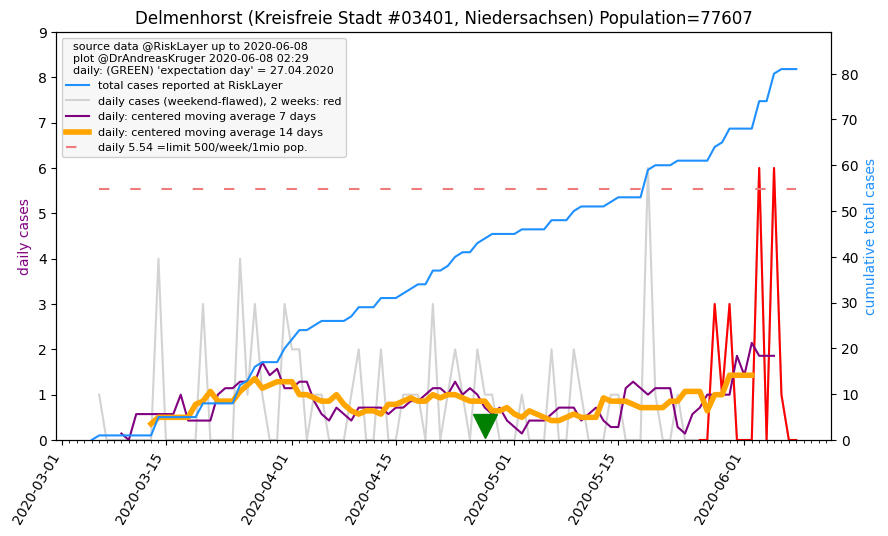 Delmenhorst (Kreisfreie Stadt #03401, Niedersachsen) Population=77607
source data @RiskLayer up to 2020-06-08
plot @DrAndreasKruger 2020-06-08 02:29
daily: (GREEN) 'expectation day' = 27.04.2020
total cases reported at RiskLayer
daily cases (weekend-flawed), 2 weeks: red
daily: centered moving average 7 days
daily: centered moving average 14 days
daily 5.54 =limit 500/week/1mio pop.
daily cases
9
8
7
6
5
4
3
2
1
0
80
70
60
50
40
30
20
10
0
cumulative total cases
2020-03-01
2020-03-15
2020-04-01
2020-04-15
2020-05-01
2020-05-15
2020-06-01